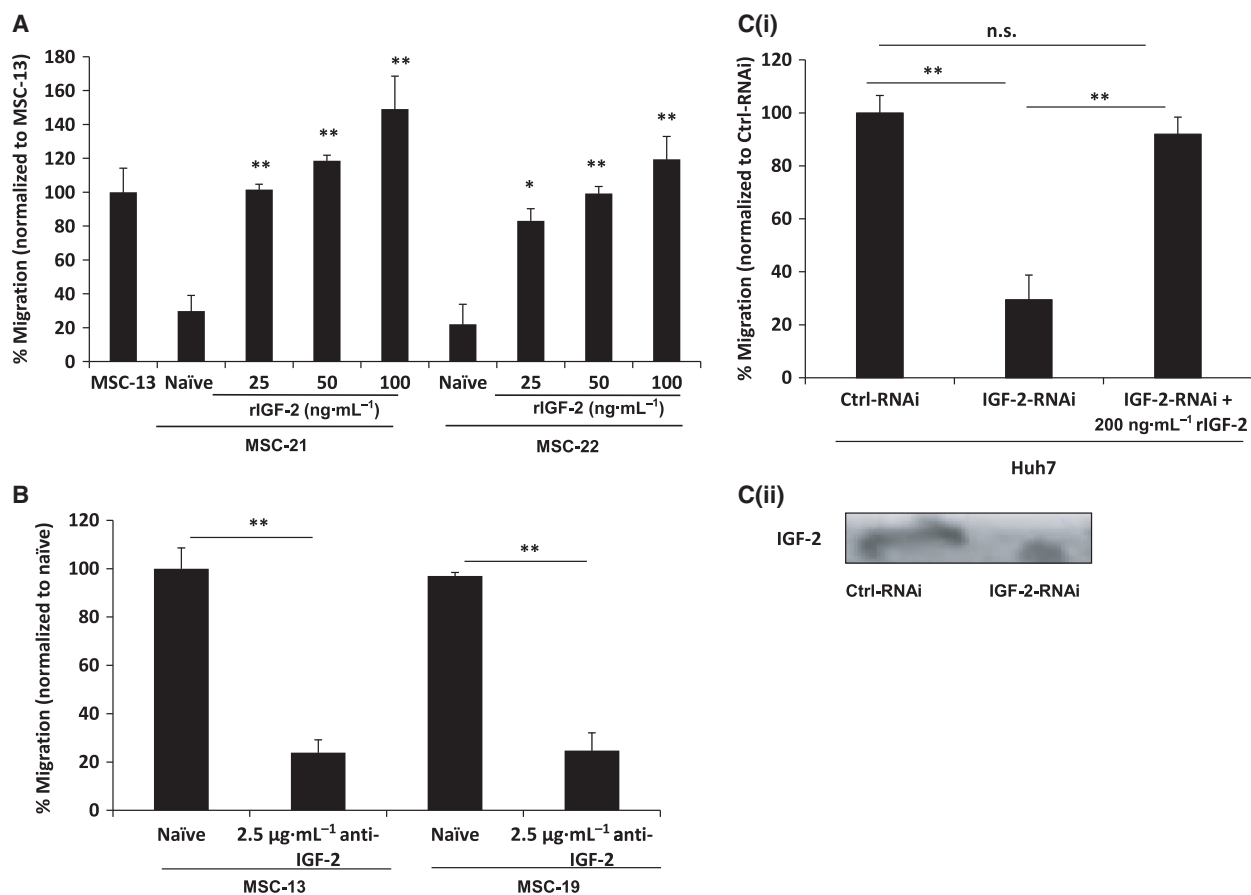 A
% Migration (normalized to MSC-13)
180
160
140
120
100
80
60
40
20
0
**
**
**
*
**
**
MSC-13 Naïve 25 50 100 Naïve 25 50 100
rIGF-2 (ng·mL⁻¹) rIGF-2 (ng·mL⁻¹)
MSC-21 MSC-22
B
% Migration (normalized to naïve)
120
100
80
60
40
20
0
** **
Naïve 2.5 µg·mL⁻¹ anti- Naïve 2.5 µg·mL⁻¹ anti-
IGF-2 IGF-2
MSC-13 MSC-19
C(i)
% Migration (normalized to Ctrl-RNAi)
120
100
80
60
40
20
0
n.s.
** **
Ctrl-RNAi IGF-2-RNAi IGF-2-RNAi +
200 ng·mL⁻¹ rIGF-2
Huh7
C(ii)
IGF-2
Ctrl-RNAi IGF-2-RNAi